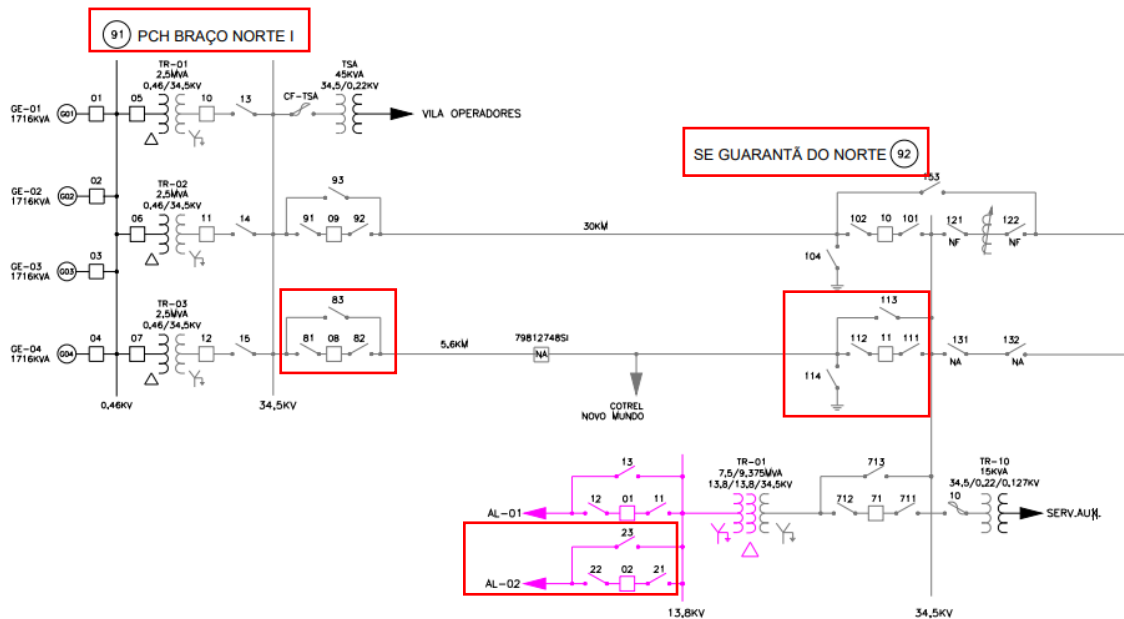 91 PCH BRAÇO NORTE I
TR-01
2,5MVA
0,46/34,5KV
TSA
45KVA
34,5/0,22KV
GE-01
1716KVA
G01
01
05
10
13
CF-TSA
VILA OPERADORES
SE GUARANTÃ DO NORTE 92
GE-02
1716KVA
G02
02
TR-02
2,5MVA
0,46/34,5KV
93
153
06
11
14
91
09
92
30KM
102
10
101
121
NF
122
NF
104
GE-03
1716KVA
G03
03
TR-03
2,5MVA
0,46/34,5KV
83
113
GE-04
1716KVA
G04
04
07
12
15
81
08
82
5,6KM
79812748SI
NA
112
11
111
131
NA
132
NA
114
0,46KV
34,5KV
COTREL
NOVO MUNDO
13
TR-01
7,5/9,375MVA
13,8/13,8/34,5KV
713
TR-10
15KVA
34,5/0,22/0,127KV
AL-01
12
01
11
712
71
711
10
SERV.AUX.
23
AL-02
22
02
21
13,8KV
34,5KV